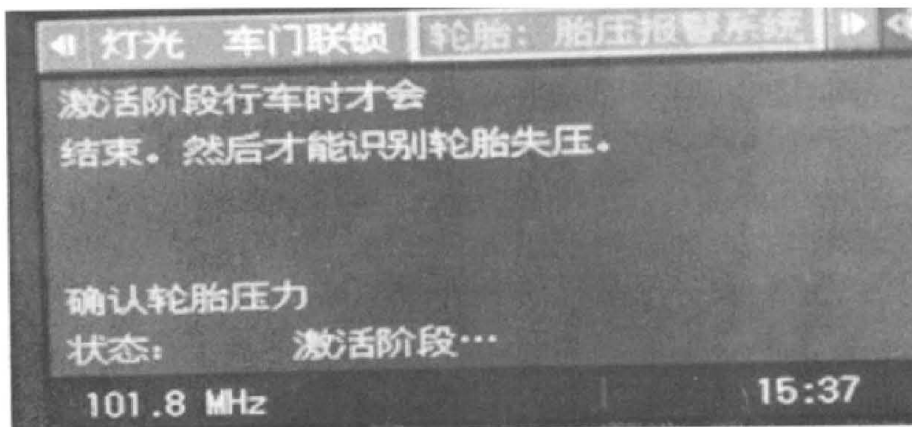 灯光 车门联锁 轮胎：胎压报警系统
激活阶段行车时才会
结束。然后才能识别轮胎失压。
确认轮胎压力
状态： 激活阶段…
101.8 MHz 15:37